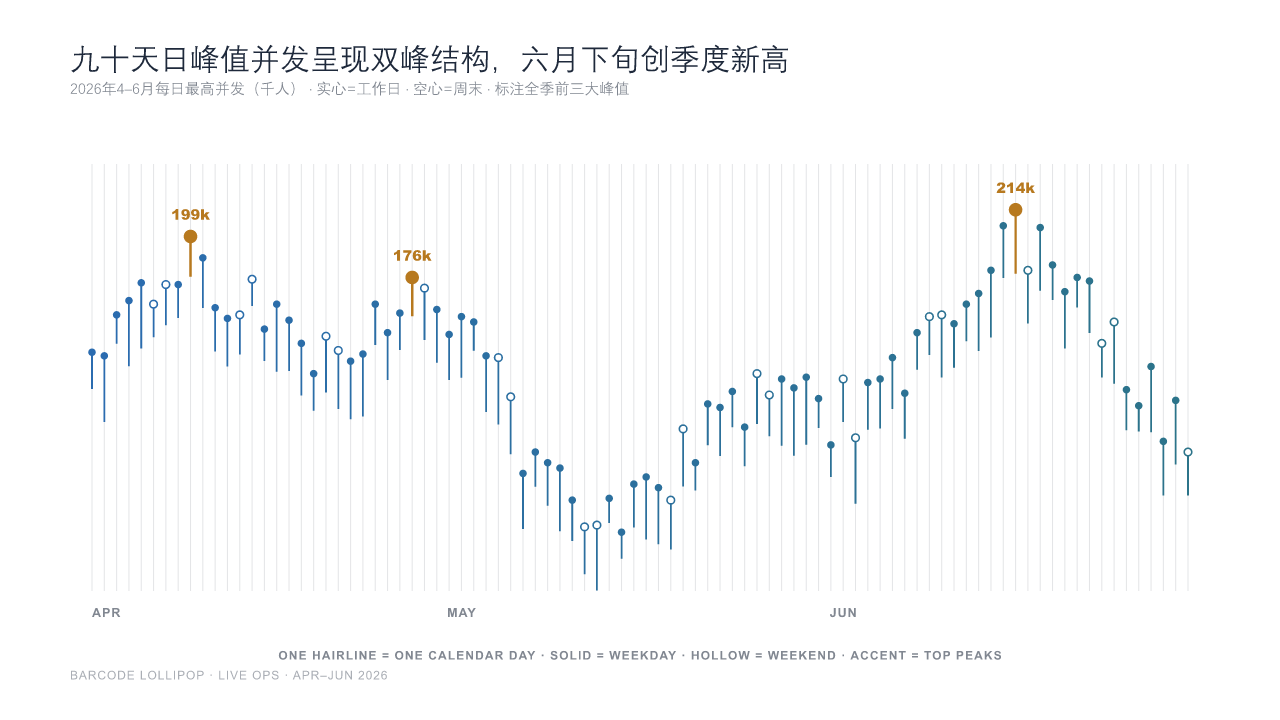 九十天日峰值并发呈现双峰结构，六月下旬创季度新高
2026年4–6月每日最高并发（千人） · 实心=工作日 · 空心=周末 · 标注全季前三大峰值
214k
199k
176k
APR MAY JUN
ONE HAIRLINE = ONE CALENDAR DAY · SOLID = WEEKDAY · HOLLOW = WEEKEND · ACCENT = TOP PEAKS
BARCODE LOLLIPOP · LIVE OPS · APR–JUN 2026